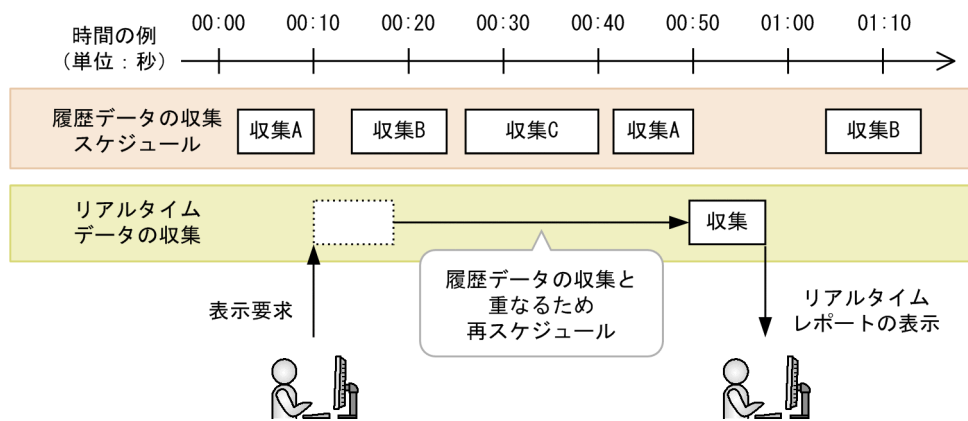 時間の例
（単位：秒）
00:00 00:10 00:20 00:30 00:40 00:50 01:00 01:10
履歴データの収集
スケジュール
収集A 収集B 収集C 収集A 収集B
リアルタイム
データの収集
収集
履歴データの収集と
重なるため
再スケジュール
表示要求
リアルタイム
レポートの表示